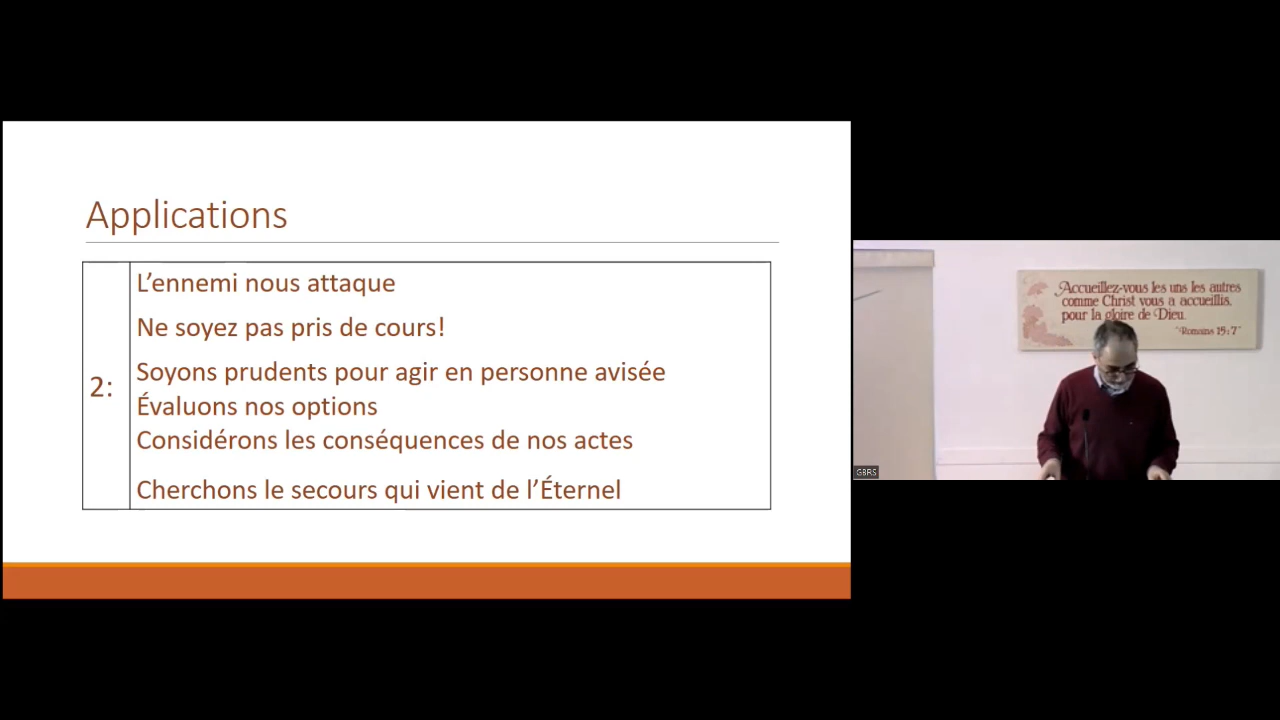 Applications
2:
L'ennemi nous attaque
Ne soyez pas pris de cours!
Soyons prudents pour agir en personne avisée
Évaluons nos options
Considérons les conséquences de nos actes
Cherchons le secours qui vient de l'Éternel
Accueillez-vous les uns les autres
comme Christ vous a accueillis,
pour la gloire de Dieu.
"Romains 15:7"
GBRS